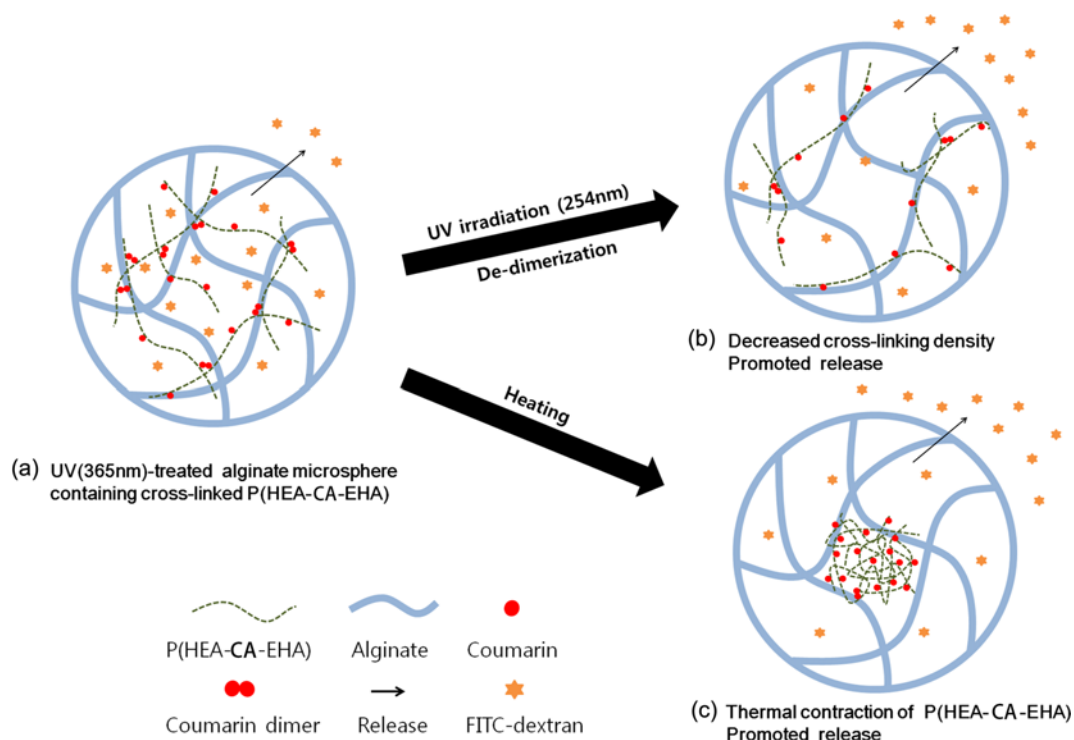 UV irradiation (254nm)
De-dimerization
(b) Decreased cross-linking density
Promoted release
Heating
(a) UV(365nm)-treated alginate microsphere
containing cross-linked P(HEA-CA-EHA)
P(HEA-CA-EHA) Alginate Coumarin
Coumarin dimer Release FITC-dextran
(c) Thermal contraction of P(HEA-CA-EHA)
Promoted release